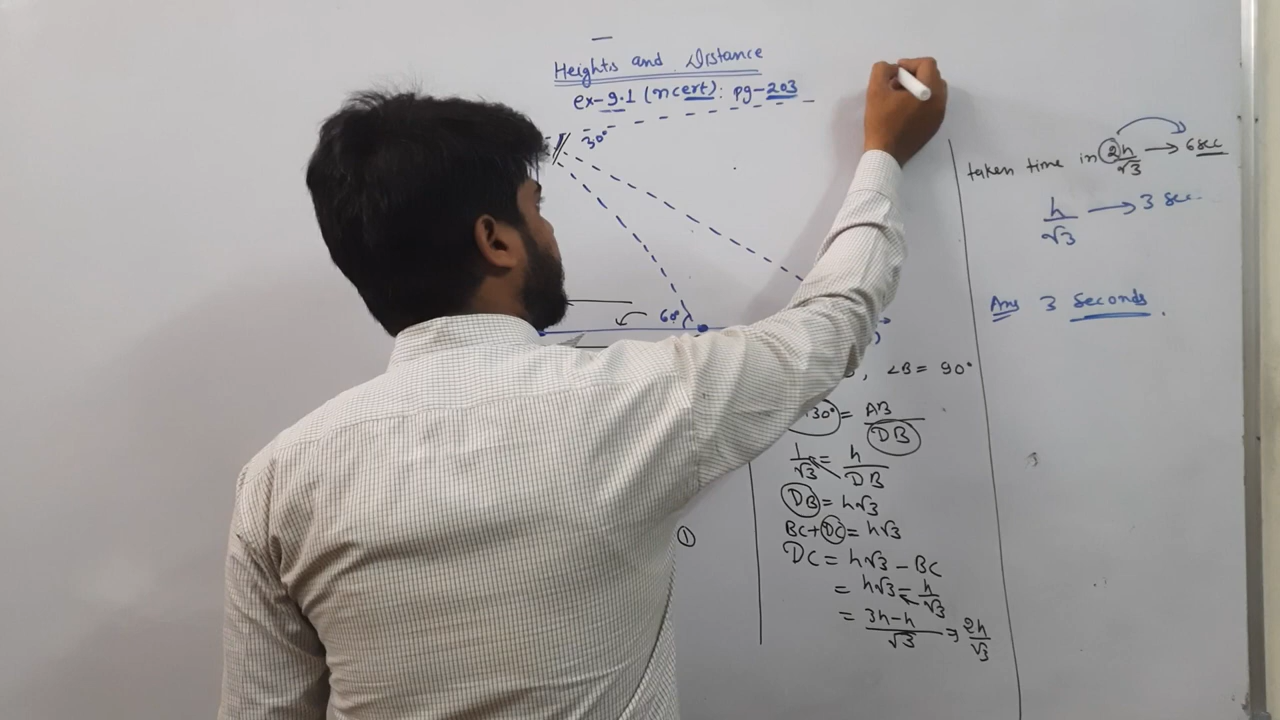 Heights and Distance
ex-9.1 (ncert): pg-203
30°
60°
①
, ∠B = 90°
30° = AB/DB
1/√3 = h/DB
DB = h√3
BC+DC = h√3
DC = h√3 - BC
= h√3 - h/√3
= 3h-h/√3 ⇒ 2h/√3
taken time in 2h/√3 → 6 sec
h/√3 → 3 sec
Ans 3 Seconds.